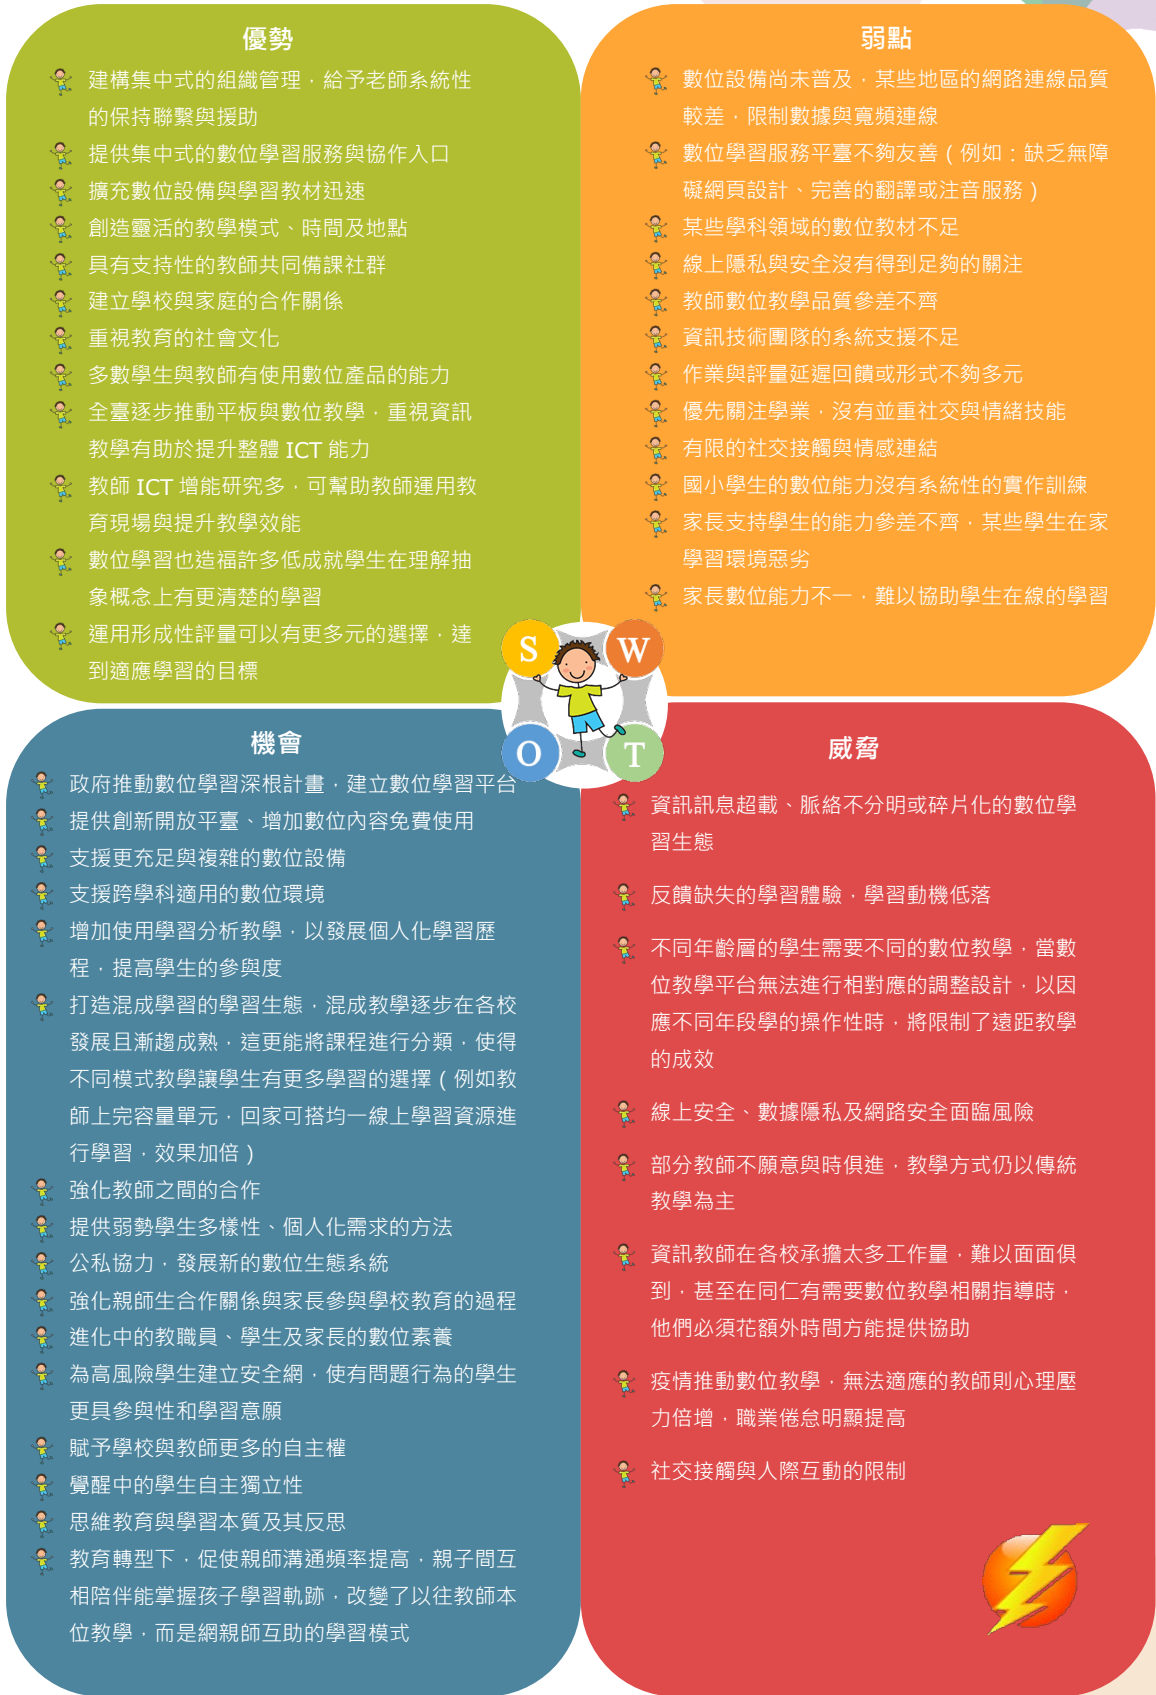 優勢
建構集中式的組織管理，給予老師系統性
的保持聯繫與援助
提供集中式的數位學習服務與協作入口
擴充數位設備與學習教材迅速
創造靈活的教學模式、時間及地點
具有支持性的教師共同備課社群
建立學校與家庭的合作關係
重視教育的社會文化
多數學生與教師有使用數位產品的能力
全臺逐步推動平板與數位教學，重視資訊
教學有助於提升整體 ICT 能力
教師 ICT 增能研究多，可幫助教師運用教
育現場與提升教學效能
數位學習也造福許多低成就學生在理解抽
象概念上有更清楚的學習
運用形成性評量可以有更多元的選擇，達
到適應學習的目標
弱點
數位設備尚未普及，某些地區的網路連線品質
較差，限制數據與寬頻連線
數位學習服務平臺不夠友善（例如：缺乏無障
礙網頁設計、完善的翻譯或注音服務）
某些學科領域的數位教材不足
線上隱私與安全沒有得到足夠的關注
教師數位教學品質參差不齊
資訊技術團隊的系統支援不足
作業與評量延遲回饋或形式不夠多元
優先關注學業，沒有並重社交與情緒技能
有限的社交接觸與情感連結
國小學生的數位能力沒有系統性的實作訓練
家長支持學生的能力參差不齊，某些學生在家
學習環境惡劣
家長數位能力不一，難以協助學生在線的學習
S
W
O
T
機會
政府推動數位學習深根計畫，建立數位學習平台
提供創新開放平臺、增加數位內容免費使用
支援更充足與複雜的數位設備
支援跨學科適用的數位環境
增加使用學習分析教學，以發展個人化學習歷
程，提高學生的參與度
打造混成學習的學習生態，混成教學逐步在各校
發展且漸趨成熟，這更能將課程進行分類，使得
不同模式教學讓學生有更多學習的選擇（例如教
師上完容量單元，回家可搭均一線上學習資源進
行學習，效果加倍）
強化教師之間的合作
提供弱勢學生多樣性、個人化需求的方法
公私協力，發展新的數位生態系統
強化親師生合作關係與家長參與學校教育的過程
進化中的教職員、學生及家長的數位素養
為高風險學生建立安全網，使有問題行為的學生
更具參與性和學習意願
賦予學校與教師更多的自主權
覺醒中的學生自主獨立性
思維教育與學習本質及其反思
教育轉型下，促使親師溝通頻率提高，親子間互
相陪伴能掌握孩子學習軌跡，改變了以往教師本
位教學，而是網親師互助的學習模式
威脅
資訊訊息超載、脈絡不分明或碎片化的數位學
習生態
反饋缺失的學習體驗，學習動機低落
不同年齡層的學生需要不同的數位教學，當數
位教學平台無法進行相對應的調整設計，以因
應不同年段學的操作性時，將限制了遠距教學
的成效
線上安全、數據隱私及網路安全面臨風險
部分教師不願意與時俱進，教學方式仍以傳統
教學為主
資訊教師在各校承擔太多工作量，難以面面俱
到，甚至在同仁有需要數位教學相關指導時，
他們必須花額外時間方能提供協助
疫情推動數位教學，無法適應的教師則心理壓
力倍增，職業倦怠明顯提高
社交接觸與人際互動的限制